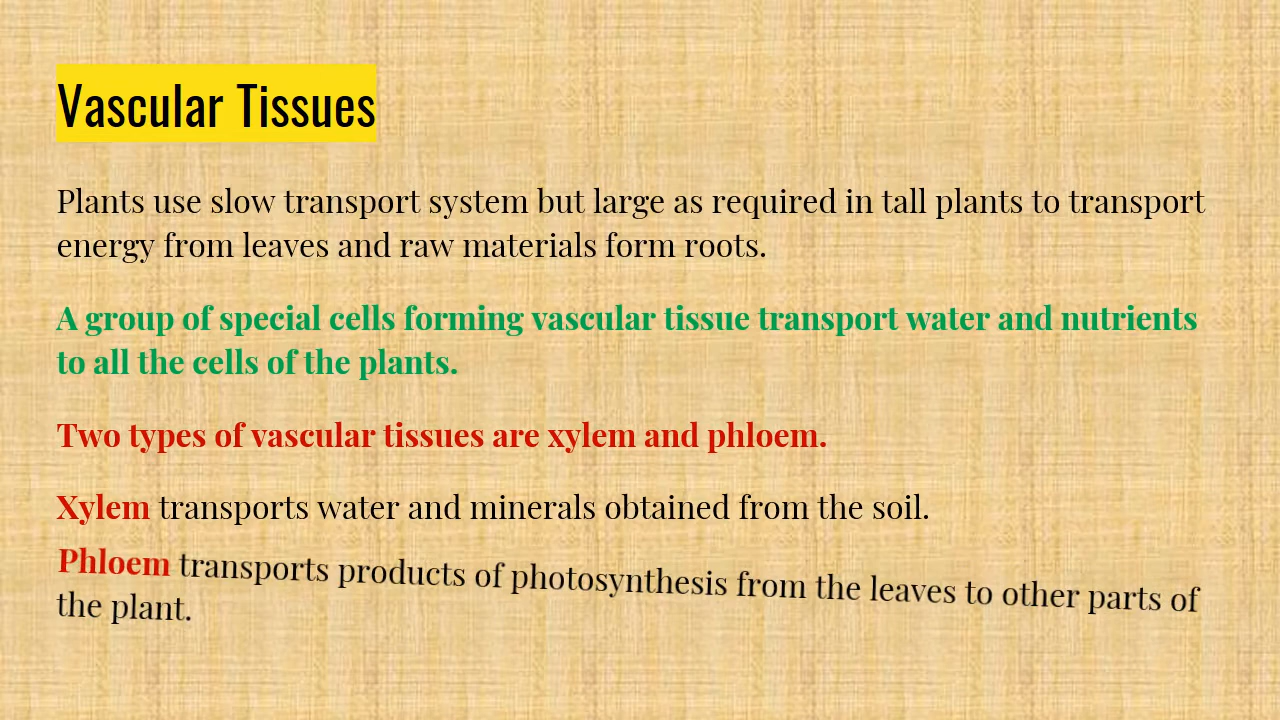 Vascular Tissues
Plants use slow transport system but large as required in tall plants to transport
energy from leaves and raw materials form roots.
A group of special cells forming vascular tissue transport water and nutrients
to all the cells of the plants.
Two types of vascular tissues are xylem and phloem.
Xylem transports water and minerals obtained from the soil.
Phloem transports products of photosynthesis from the leaves to other parts of
the plant.